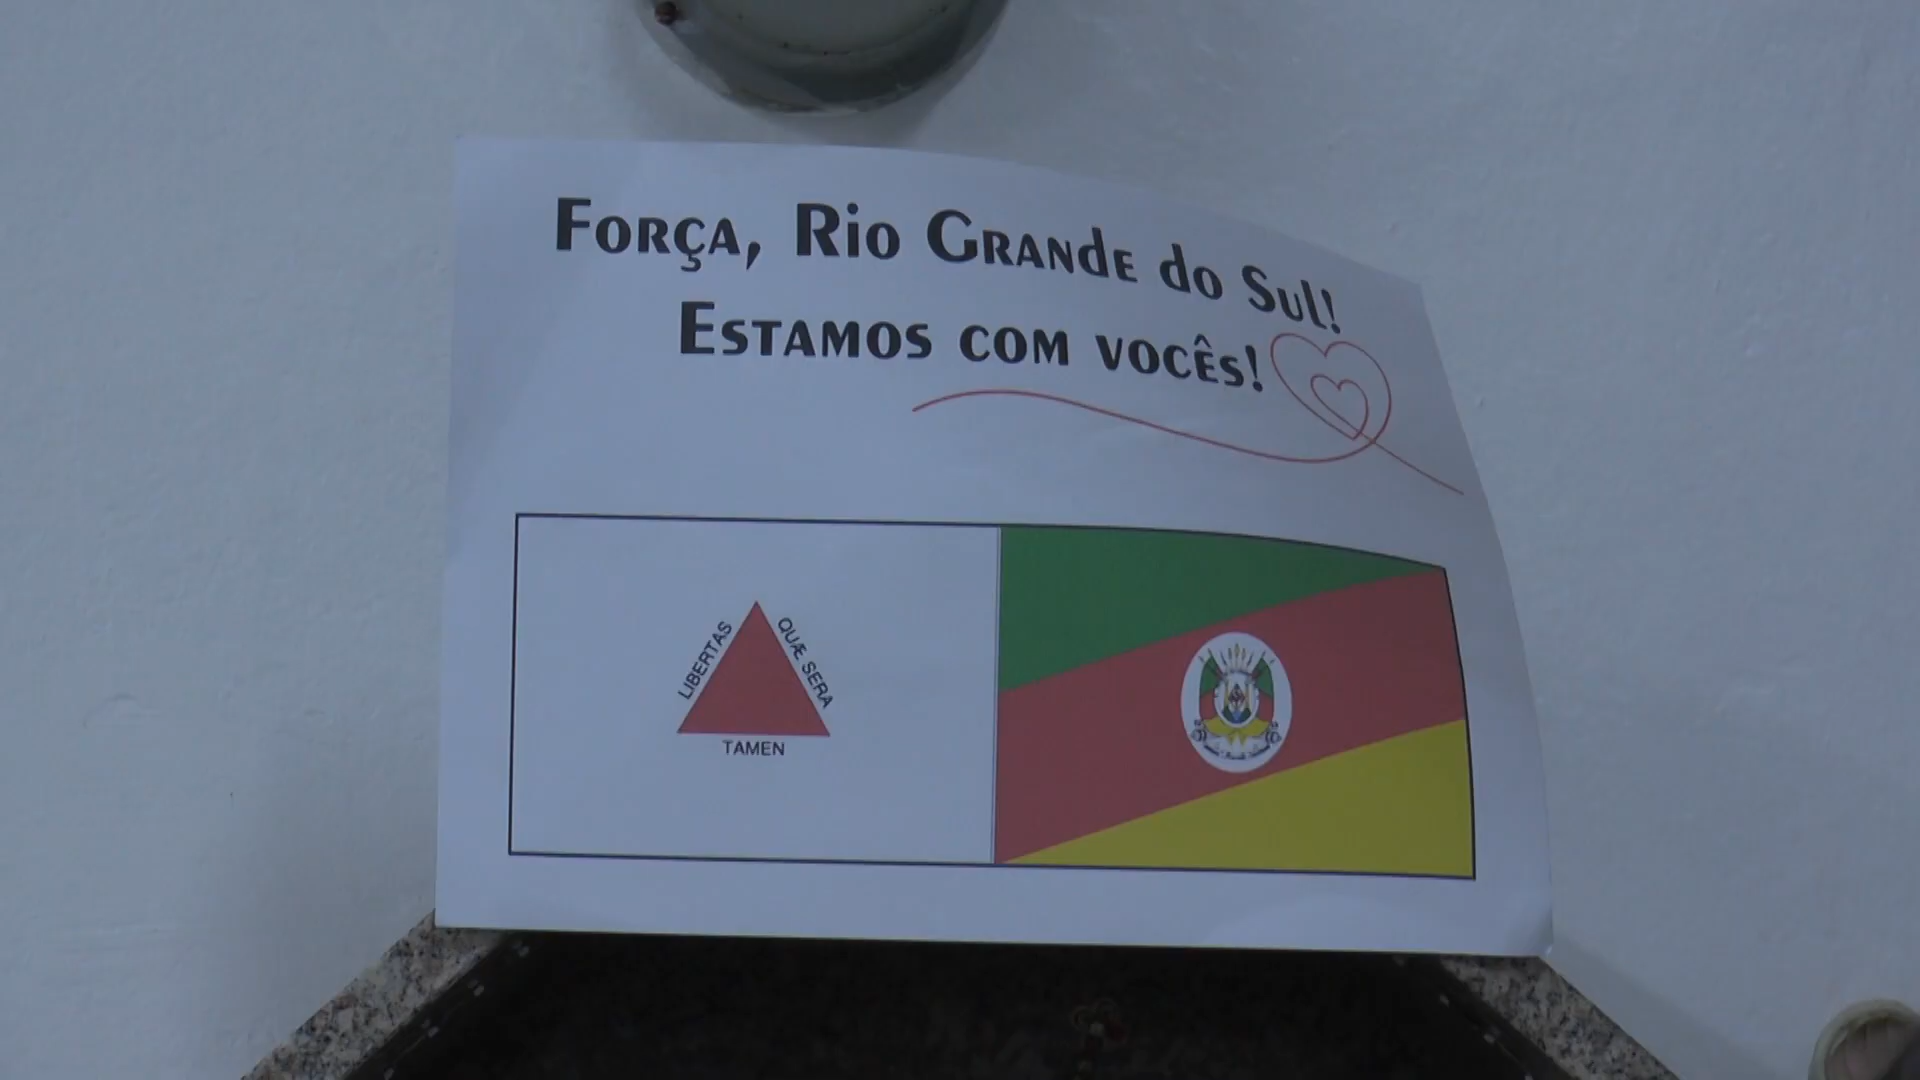 Força, Rio Grande do Sul!
Estamos com vocês!
LIBERTAS
QUÆ SERA
TAMEN